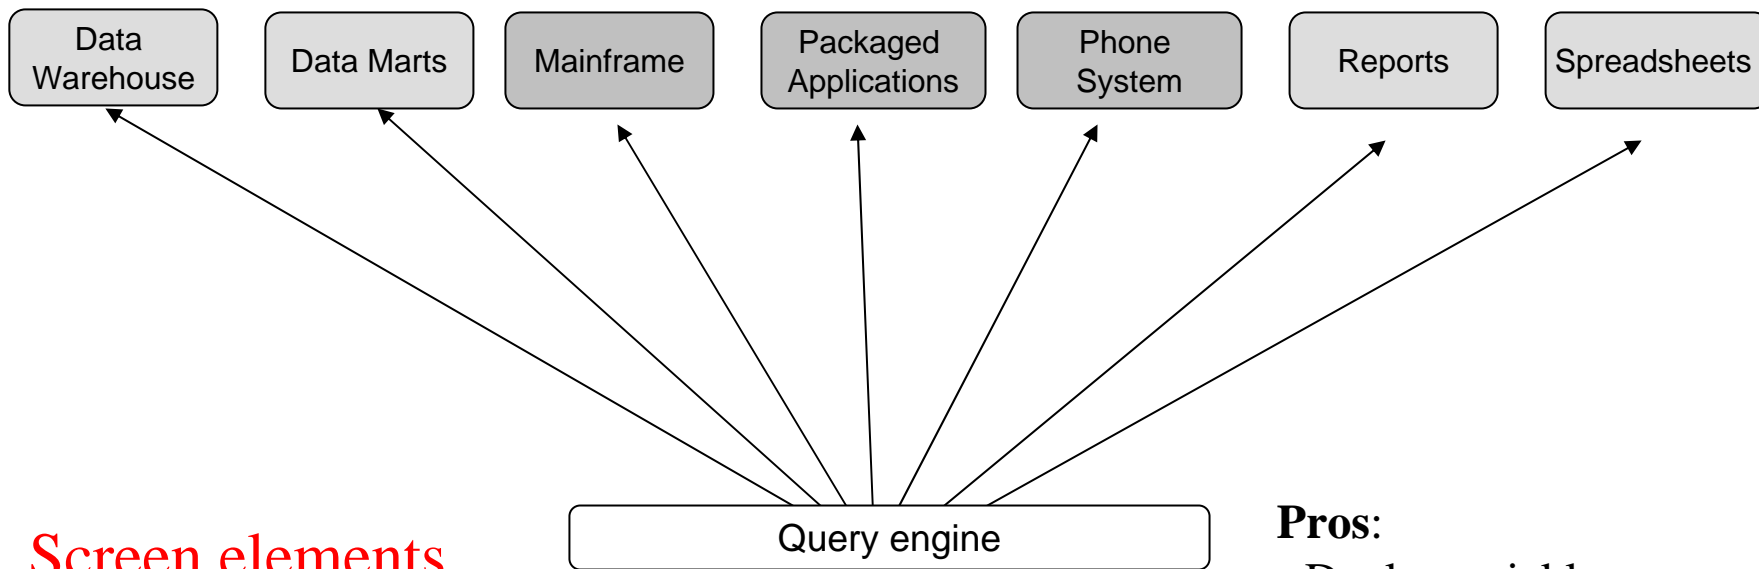 Data
Warehouse
Data Marts
Mainframe
Packaged
Applications
Phone
System
Reports
Spreadsheets
Query engine
Screen elements
Pros: